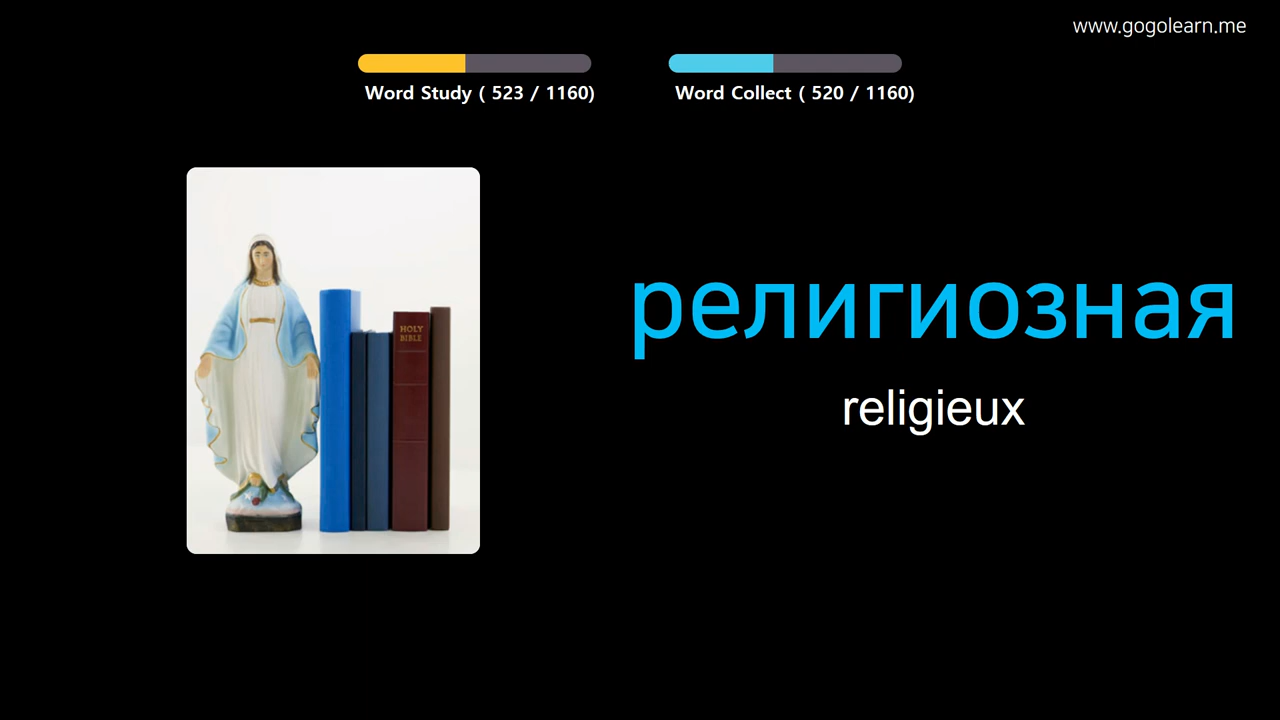 www.gogolearn.me
Word Study ( 523 / 1160)
Word Collect ( 520 / 1160)
HOLY
BIBLE
религиозная
religieux